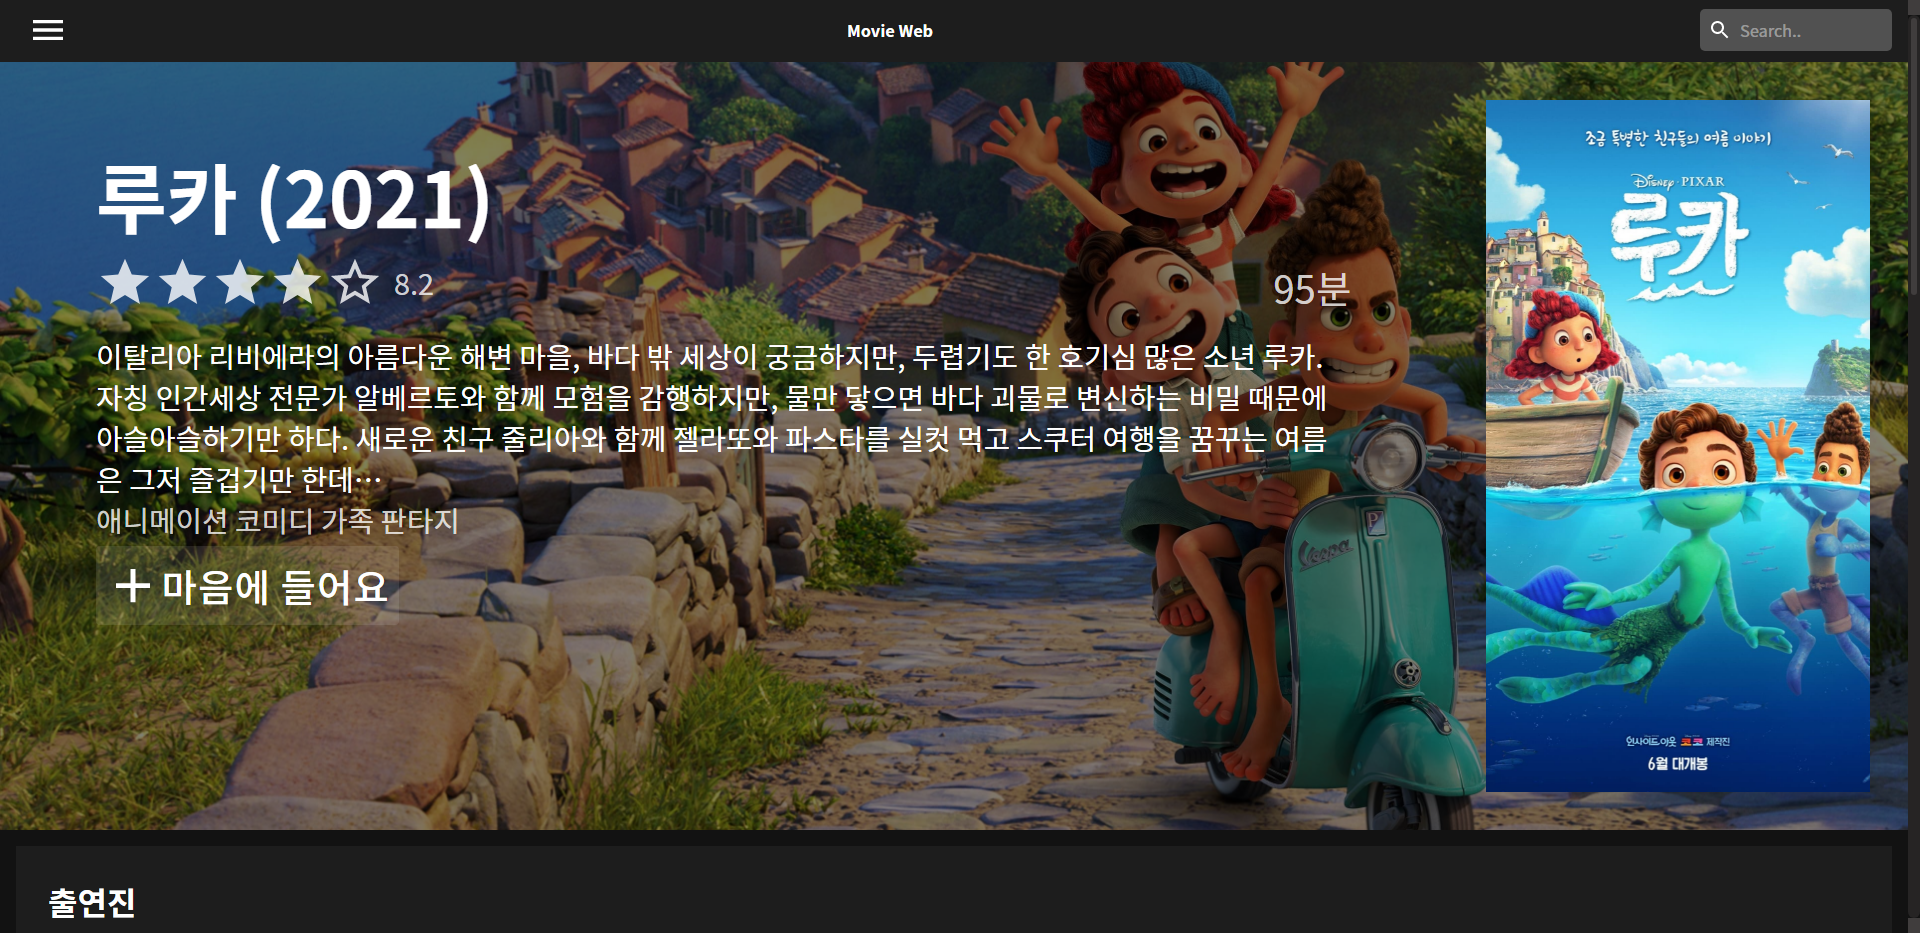 Movie Web
Search..
루카 (2021)
8.2
95분
이탈리아 리비에라의 아름다운 해변 마을, 바다 밖 세상이 궁금하지만, 두렵기도 한 호기심 많은 소년 루카.
자칭 인간세상 전문가 알베르토와 함께 모험을 감행하지만, 물만 닿으면 바다 괴물로 변신하는 비밀 때문에
아슬아슬하기만 하다. 새로운 친구 줄리아와 함께 젤라또와 파스타를 실컷 먹고 스쿠터 여행을 꿈꾸는 여름
은 그저 즐겁기만 한데…
애니메이션 코미디 가족 판타지
마음에 들어요
Vespa
P
조금 특별한 친구들의 여름 이야기
Disney PIXAR
루카
인사이드 아웃 코코 제작진
6월 대개봉
출연진